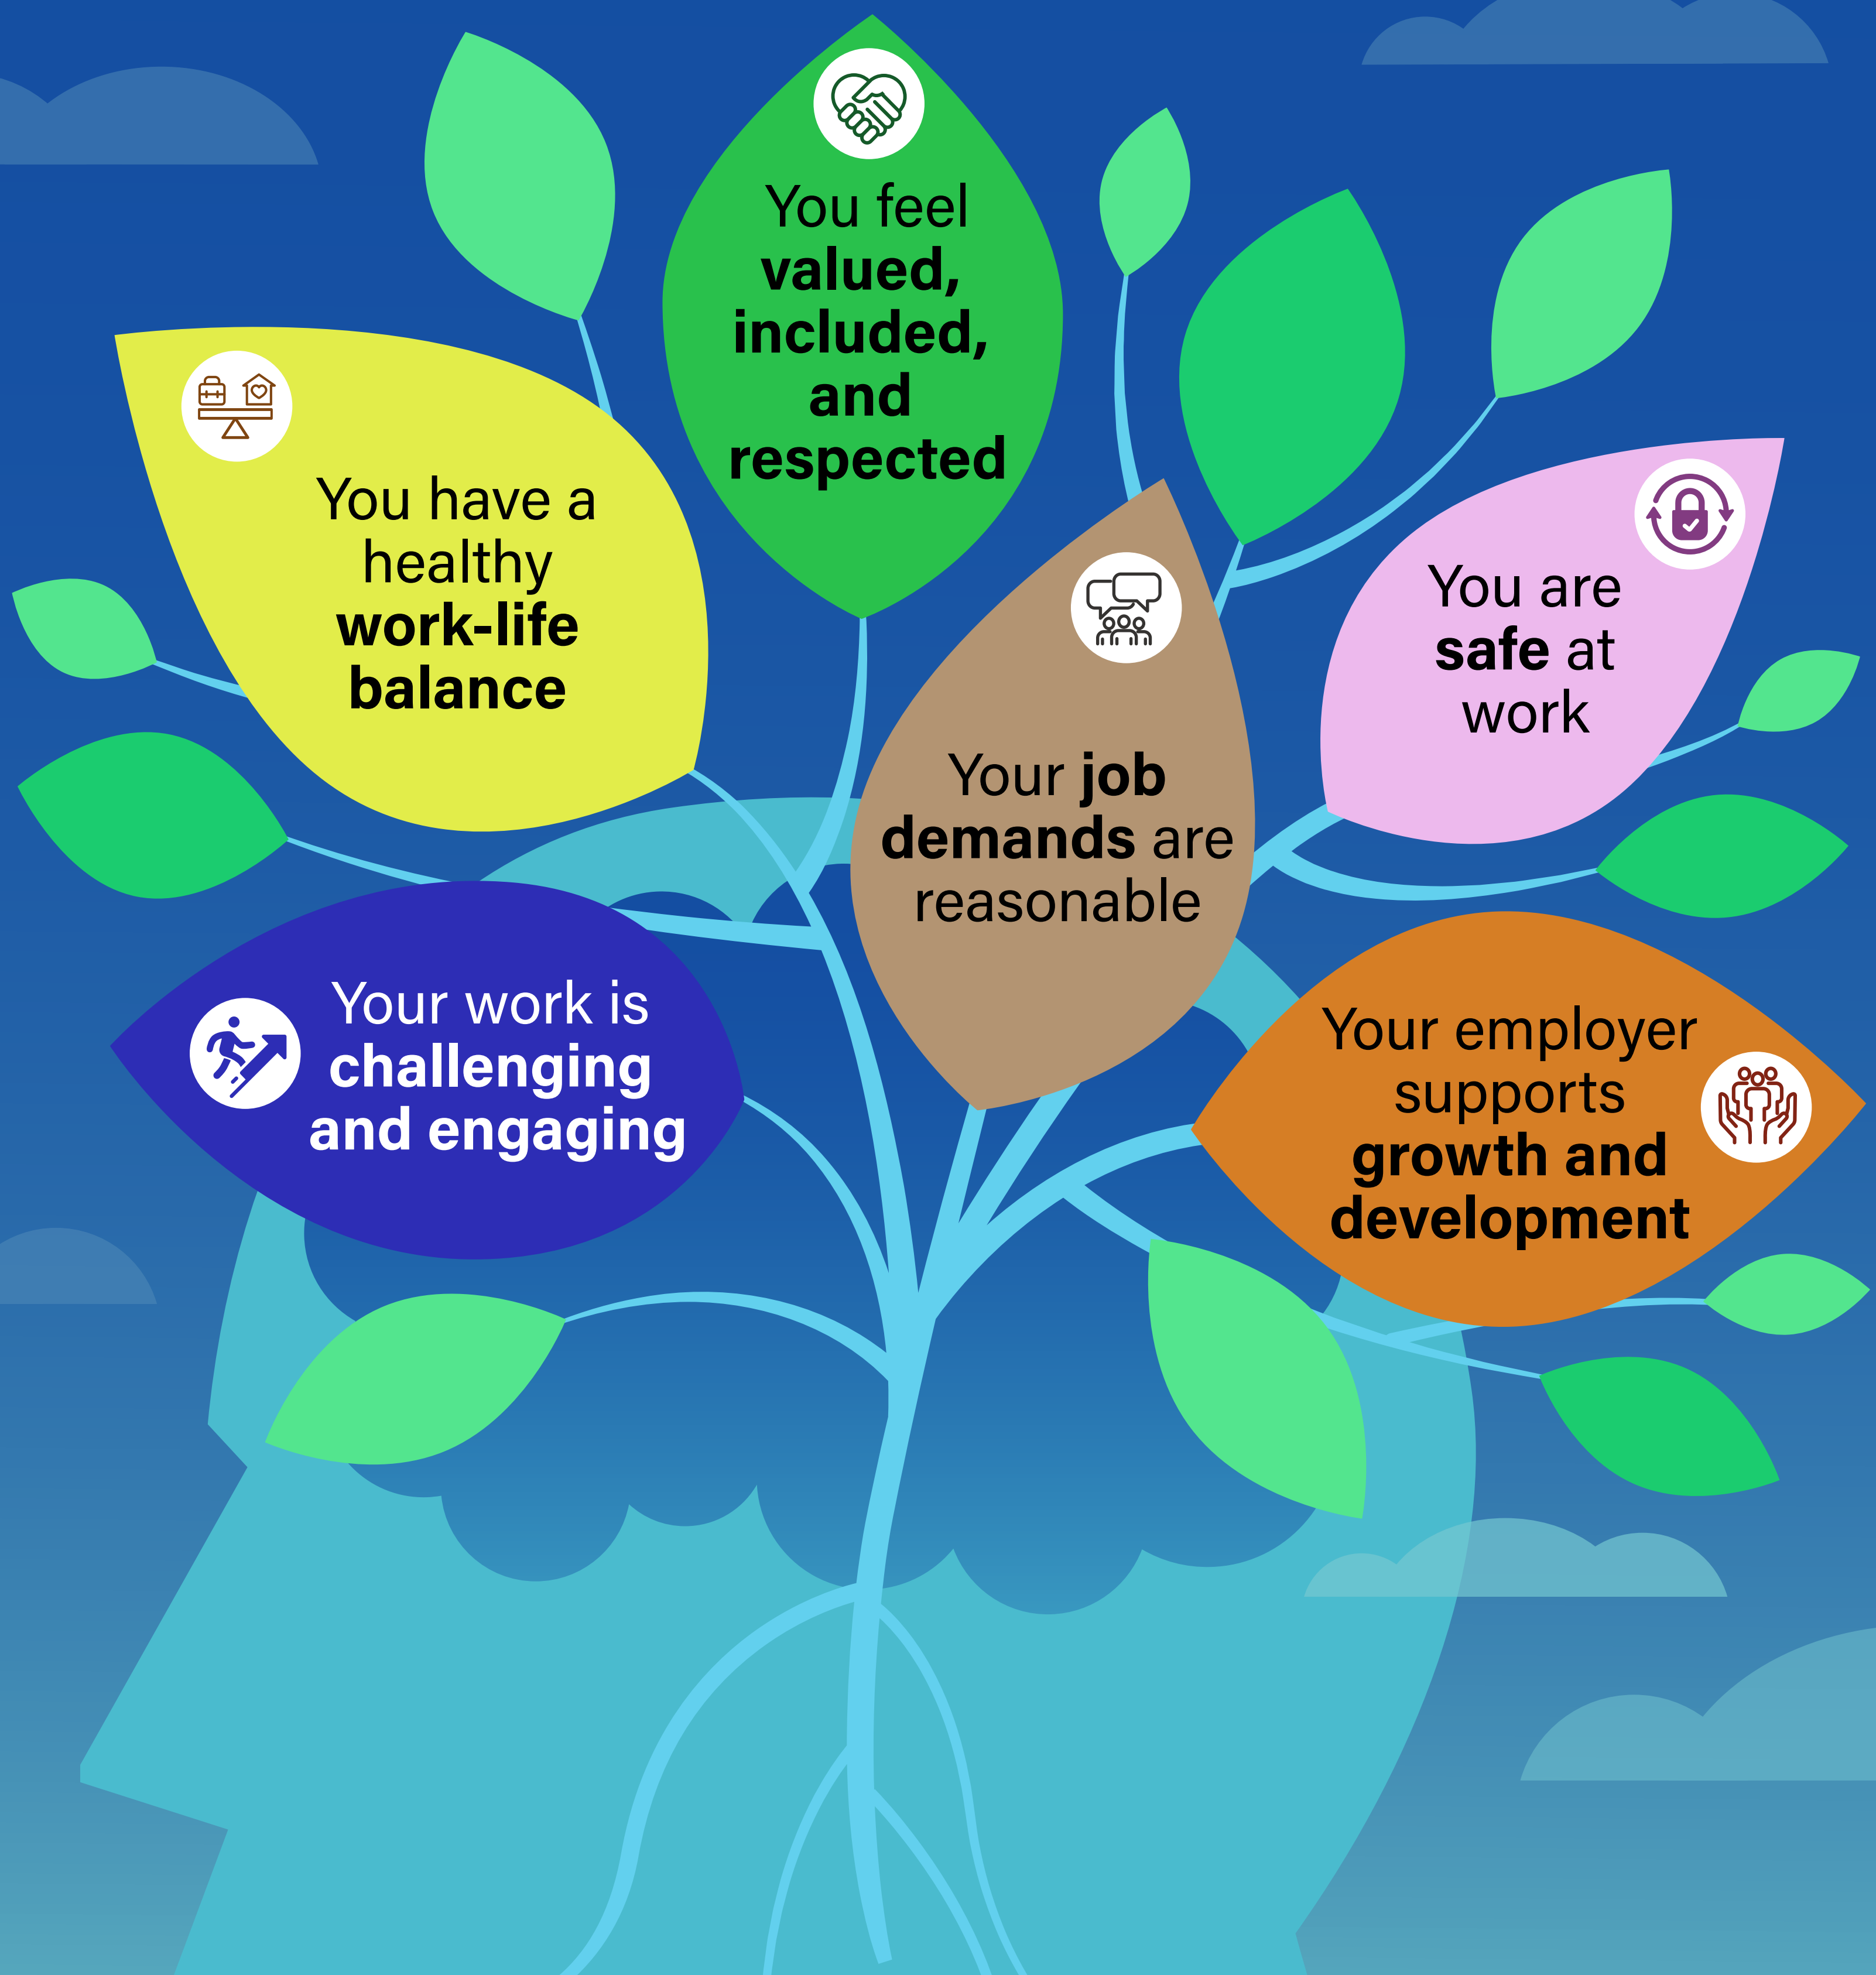 You feel
valued,
included,
and
respected
You have a
healthy
work-life
balance
You are
safe at
work
Your job
demands are
reasonable
Your work is
challenging
and engaging
Your employer
supports
growth and
development